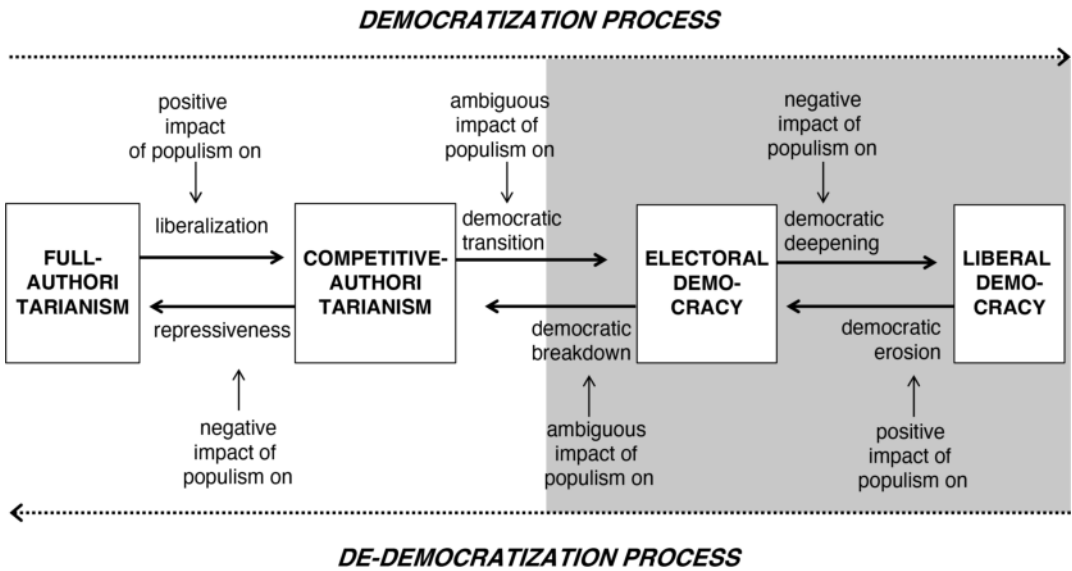 DEMOCRATIZATION PROCESS
positive
impact
of populism on
ambiguous
impact of
populism on
negative
impact of
populism on
liberalization
democratic
transition
democratic
deepening
FULL-
AUTHORI
TARIANISM
COMPETITIVE-
AUTHORI
TARIANISM
ELECTORAL
DEMO-
CRACY
LIBERAL
DEMO-
CRACY
repressiveness
democratic
breakdown
democratic
erosion
negative
impact of
populism on
ambiguous
impact of
populism on
positive
impact of
populism on
DE-DEMOCRATIZATION PROCESS